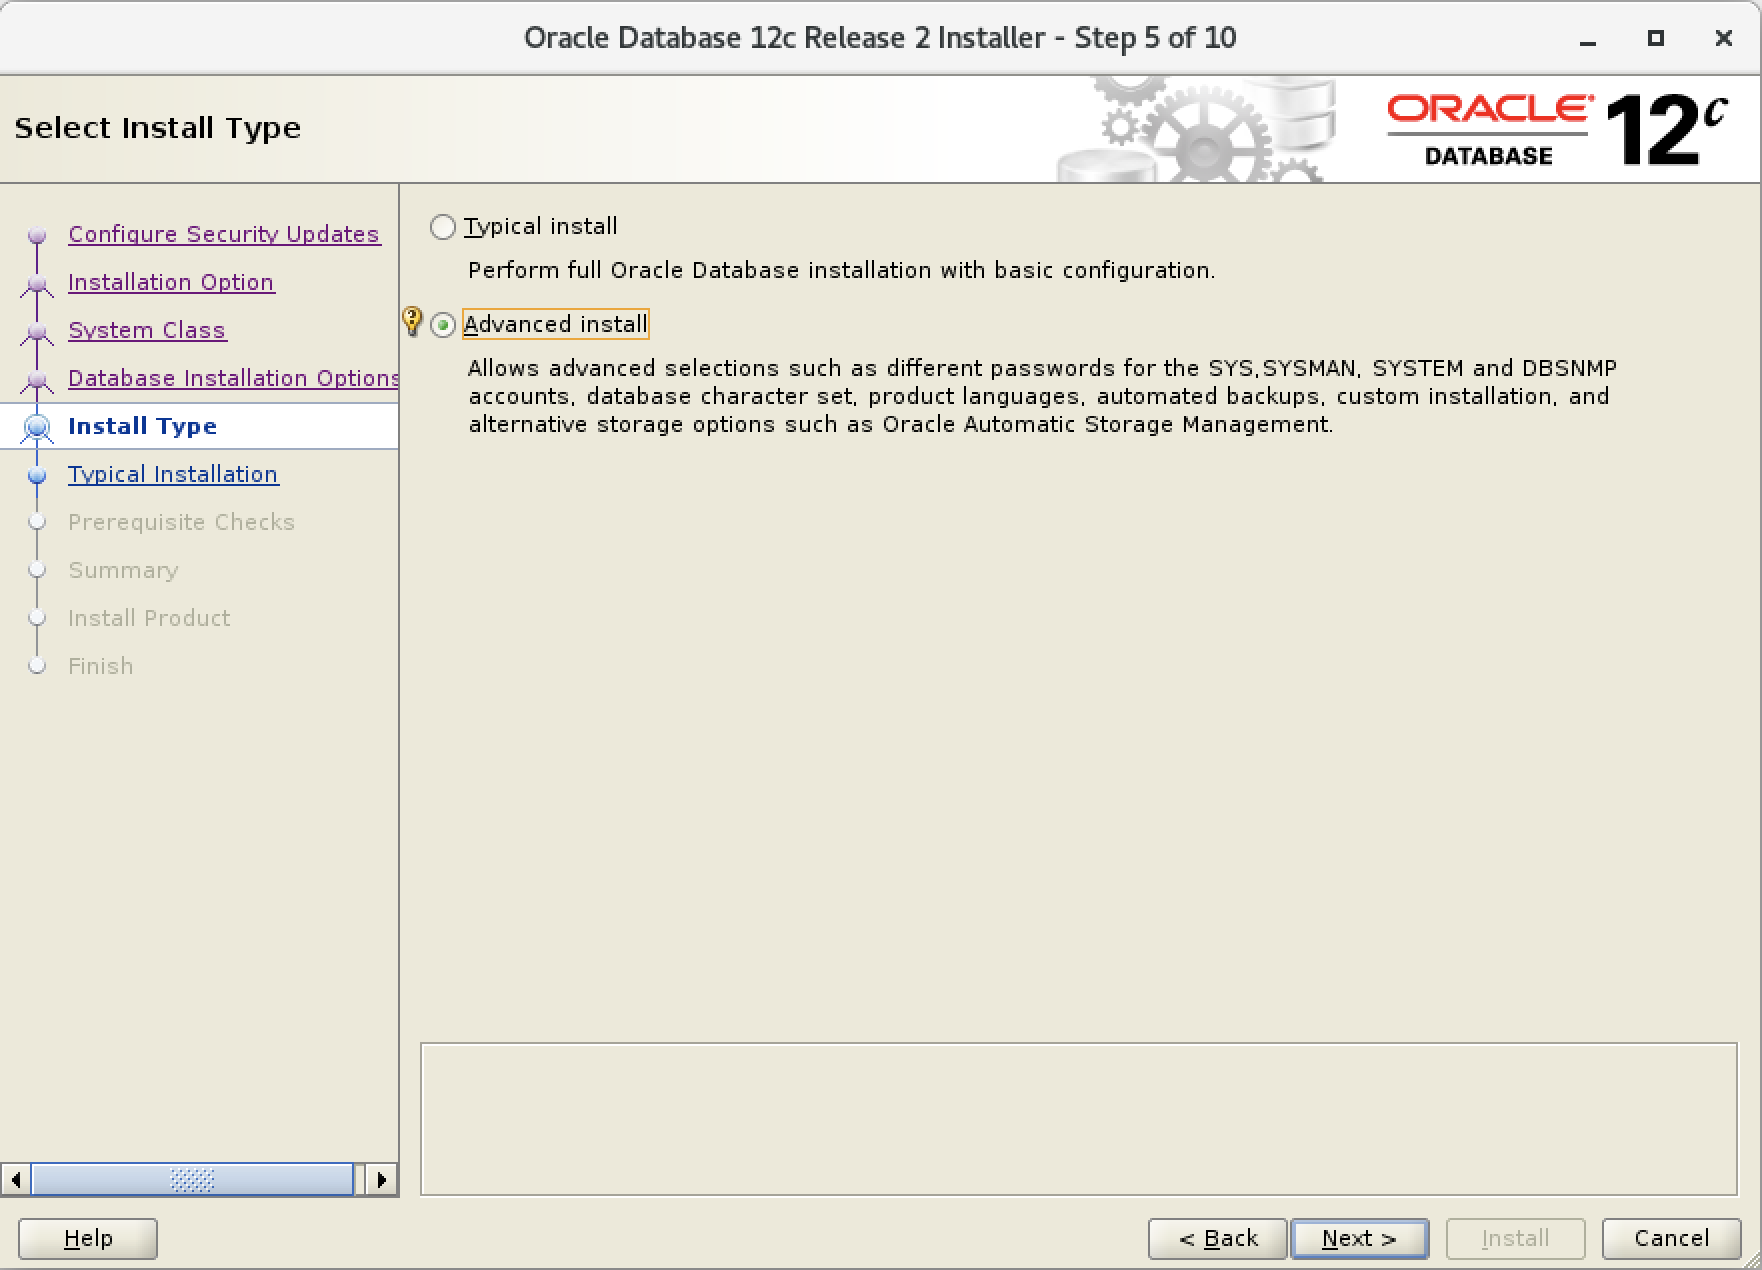 Oracle Database 12c Release 2 Installer - Step 5 of 10
Select Install Type
ORACLE
DATABASE
12c
Configure Security Updates
Installation Option
System Class
Database Installation Options
Install Type
Typical Installation
Prerequisite Checks
Summary
Install Product
Finish
Typical install
Perform full Oracle Database installation with basic configuration.
Advanced install
Allows advanced selections such as different passwords for the SYS,SYSMAN, SYSTEM and DBSNMP
accounts, database character set, product languages, automated backups, custom installation, and
alternative storage options such as Oracle Automatic Storage Management.
Help
< Back
Next >
Install
Cancel